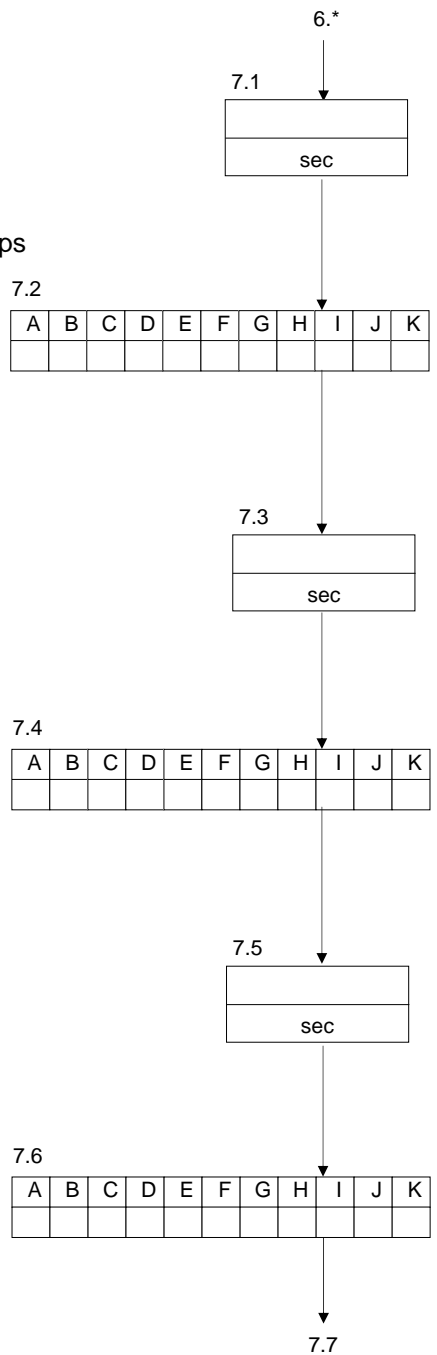 6.*
7.1
sec
ps
7.2
A B C D E F G H I J K
7.3
sec
7.4
A B C D E F G H I J K
7.5
sec
7.6
A B C D E F G H I J K
7.7